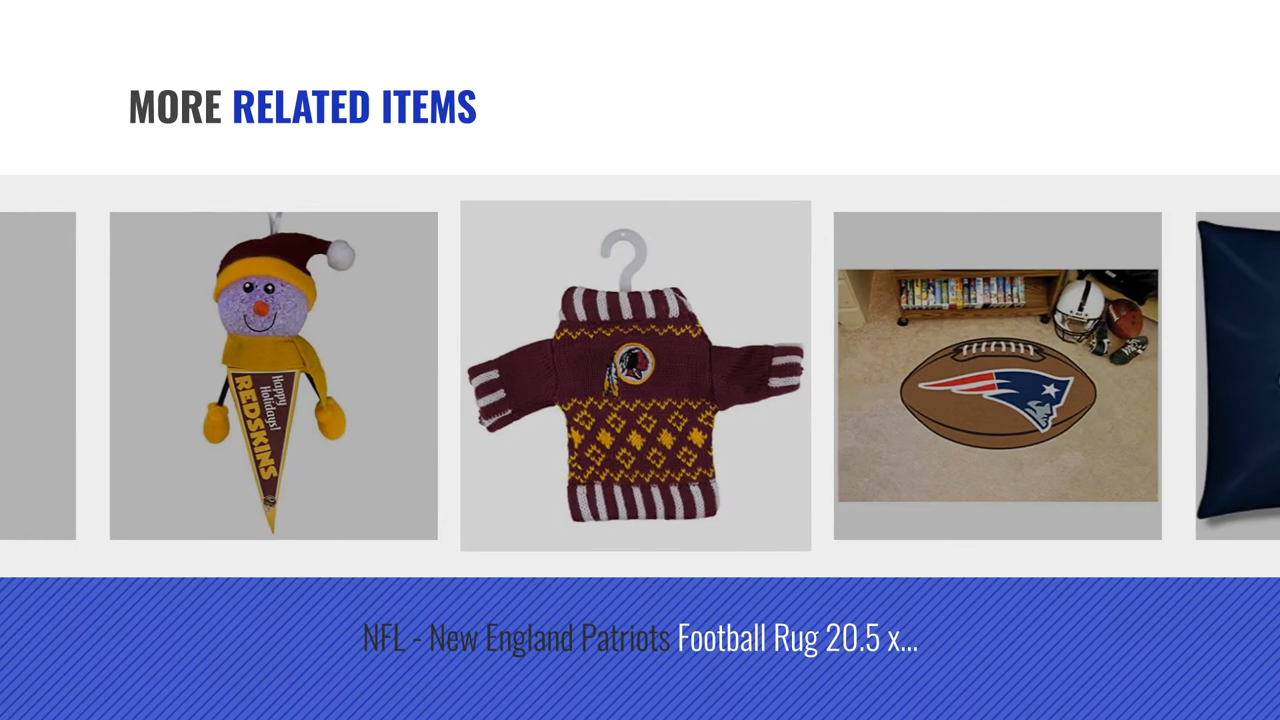 MORE RELATED ITEMS
Happy
Holidays!
REDSKINS
NFL - New England Patriots Football Rug 20.5 x...